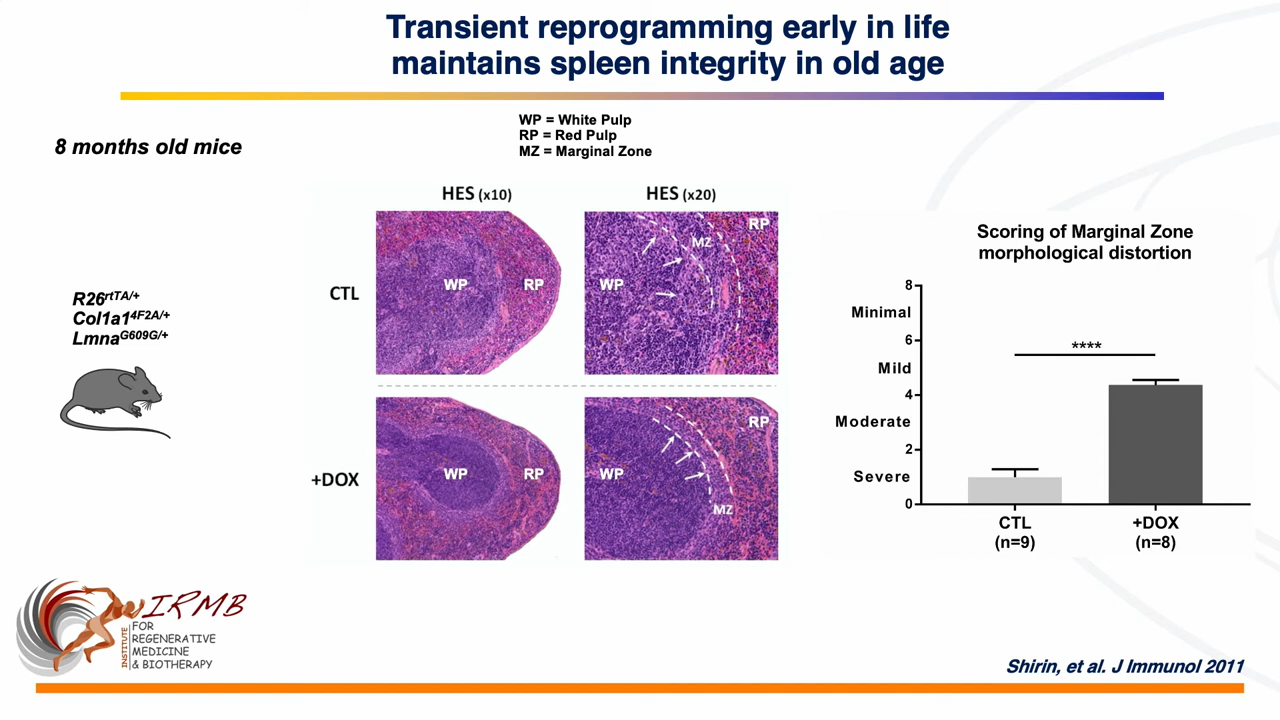 Transient reprogramming early in life
maintains spleen integrity in old age
8 months old mice
WP = White Pulp
RP = Red Pulp
MZ = Marginal Zone
HES (x10)
HES (x20)
CTL
WP
RP
WP
MZ
RP
+DOX
WP
RP
WP
MZ
RP
R26rtTA/+
Col1a14F2A/+
LmnaG609G/+
Scoring of Marginal Zone
morphological distortion
8
Minimal
6
Mild
4
Moderate
2
Severe
0
****
CTL
(n=9)
+DOX
(n=8)
IRMB
INSTITUTE
FOR
REGENERATIVE
MEDICINE
& BIOTHERAPY
Shirin, et al. J Immunol 2011